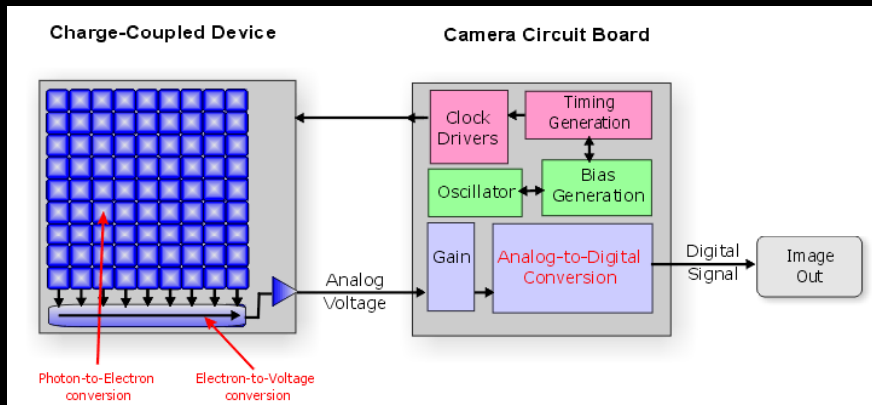 Charge-Coupled Device
Camera Circuit Board
Clock
Drivers
Timing
Generation
Oscillator
Bias
Generation
Gain
Analog-to-Digital
Conversion
Analog
Voltage
Digital
Signal
Image
Out
Photon-to-Electron
conversion
Electron-to-Voltage
conversion